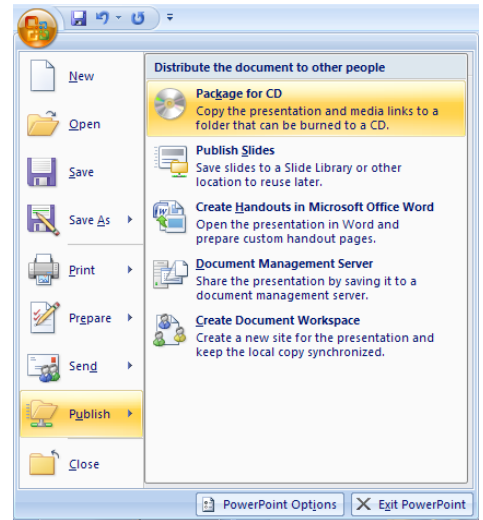 New
Open
Save
Save As
Print
Prepare
Send
Publish
Close
Distribute the document to other people
Package for CD
Copy the presentation and media links to a
folder that can be burned to a CD.
Publish Slides
Save slides to a Slide Library or other
location to reuse later.
Create Handouts in Microsoft Office Word
Open the presentation in Word and
prepare custom handout pages.
Document Management Server
Share the presentation by saving it to a
document management server.
Create Document Workspace
Create a new site for the presentation and
keep the local copy synchronized.
PowerPoint Options
Exit PowerPoint